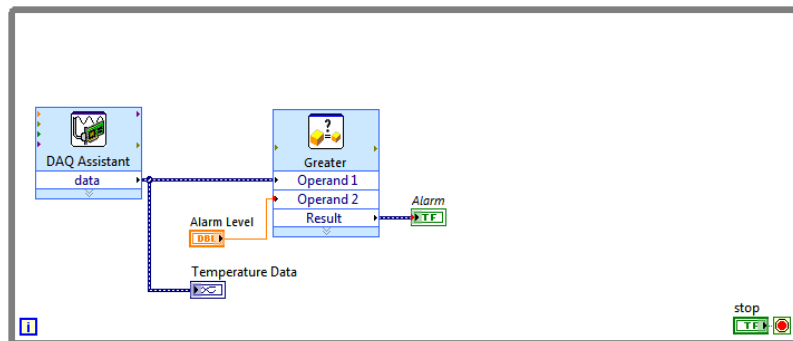 DAQ Assistant
data
?
Greater
Operand 1
Operand 2
Result
Alarm Level
DBL
Alarm
TF
Temperature Data
i
stop
TF